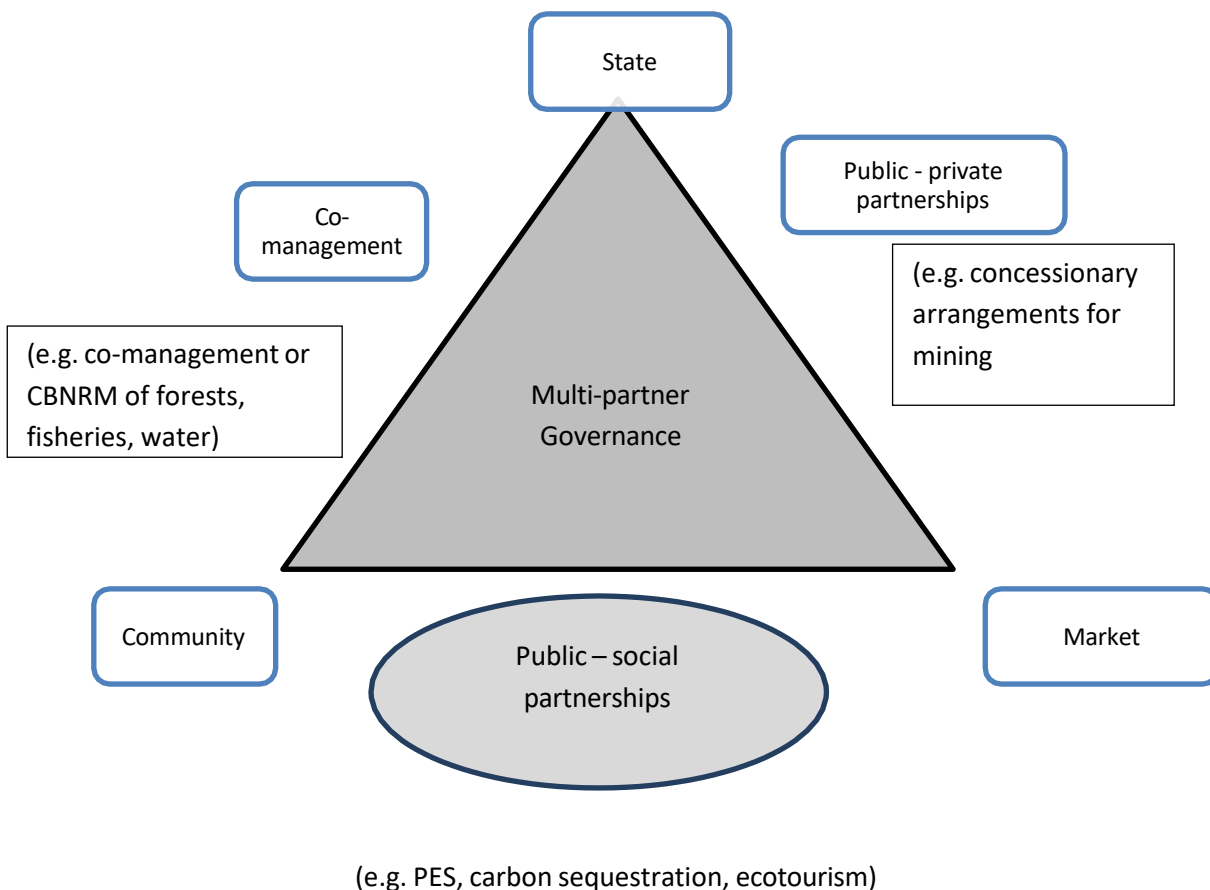 State
Public - private
partnerships
Co-
management
(e.g. concessionary
arrangements for
mining
(e.g. co-management or
CBNRM of forests,
fisheries, water)
Multi-partner
Governance
Community
Public – social
partnerships
Market
(e.g. PES, carbon sequestration, ecotourism)